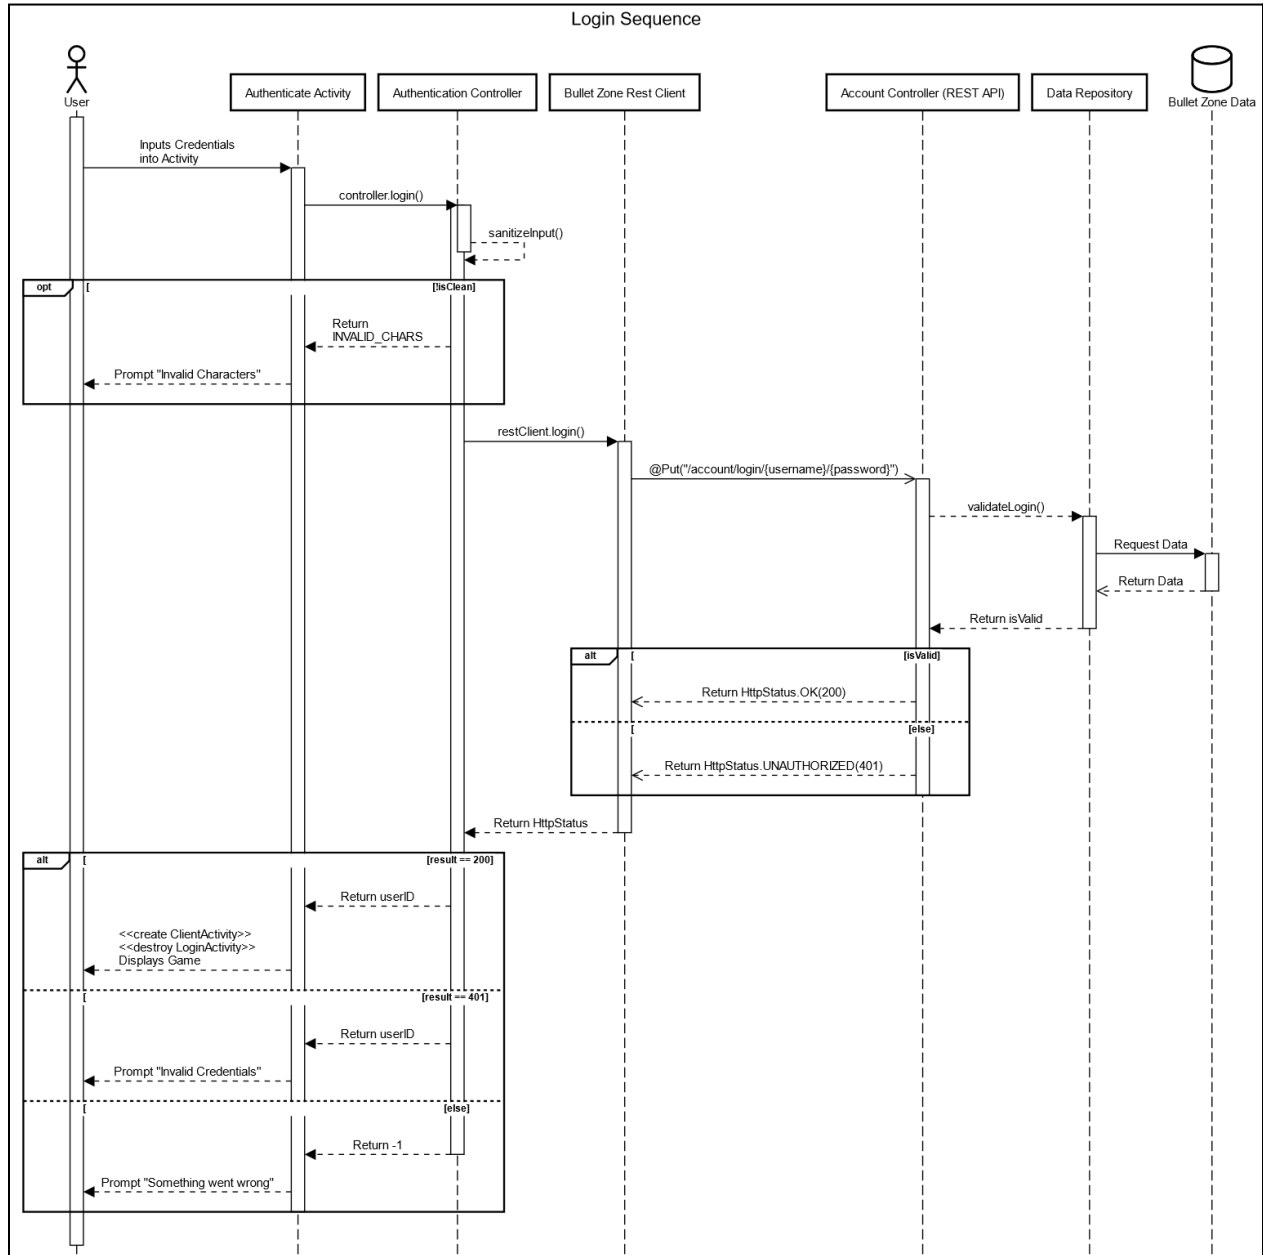 Login Sequence
User
Authenticate Activity
Authentication Controller
Bullet Zone Rest Client
Account Controller (REST API)
Data Repository
Bullet Zone Data
Inputs Credentials
into Activity
controller.login()
sanitizeInput()
opt
[
[!isClean]
Return
INVALID_CHARS
Prompt "Invalid Characters"
restClient.login()
@Put("/account/login/{username}/{password}")
validateLogin()
Request Data
Return Data
Return isValid
alt
[
[isValid]
Return HttpStatus.OK(200)
[
[else]
Return HttpStatus.UNAUTHORIZED(401)
Return HttpStatus
alt
[
[result == 200]
Return userID
<<create ClientActivity>>
<<destroy LoginActivity>>
Displays Game
[
[result == 401]
Return userID
Prompt "Invalid Credentials"
[
[else]
Return -1
Prompt "Something went wrong"